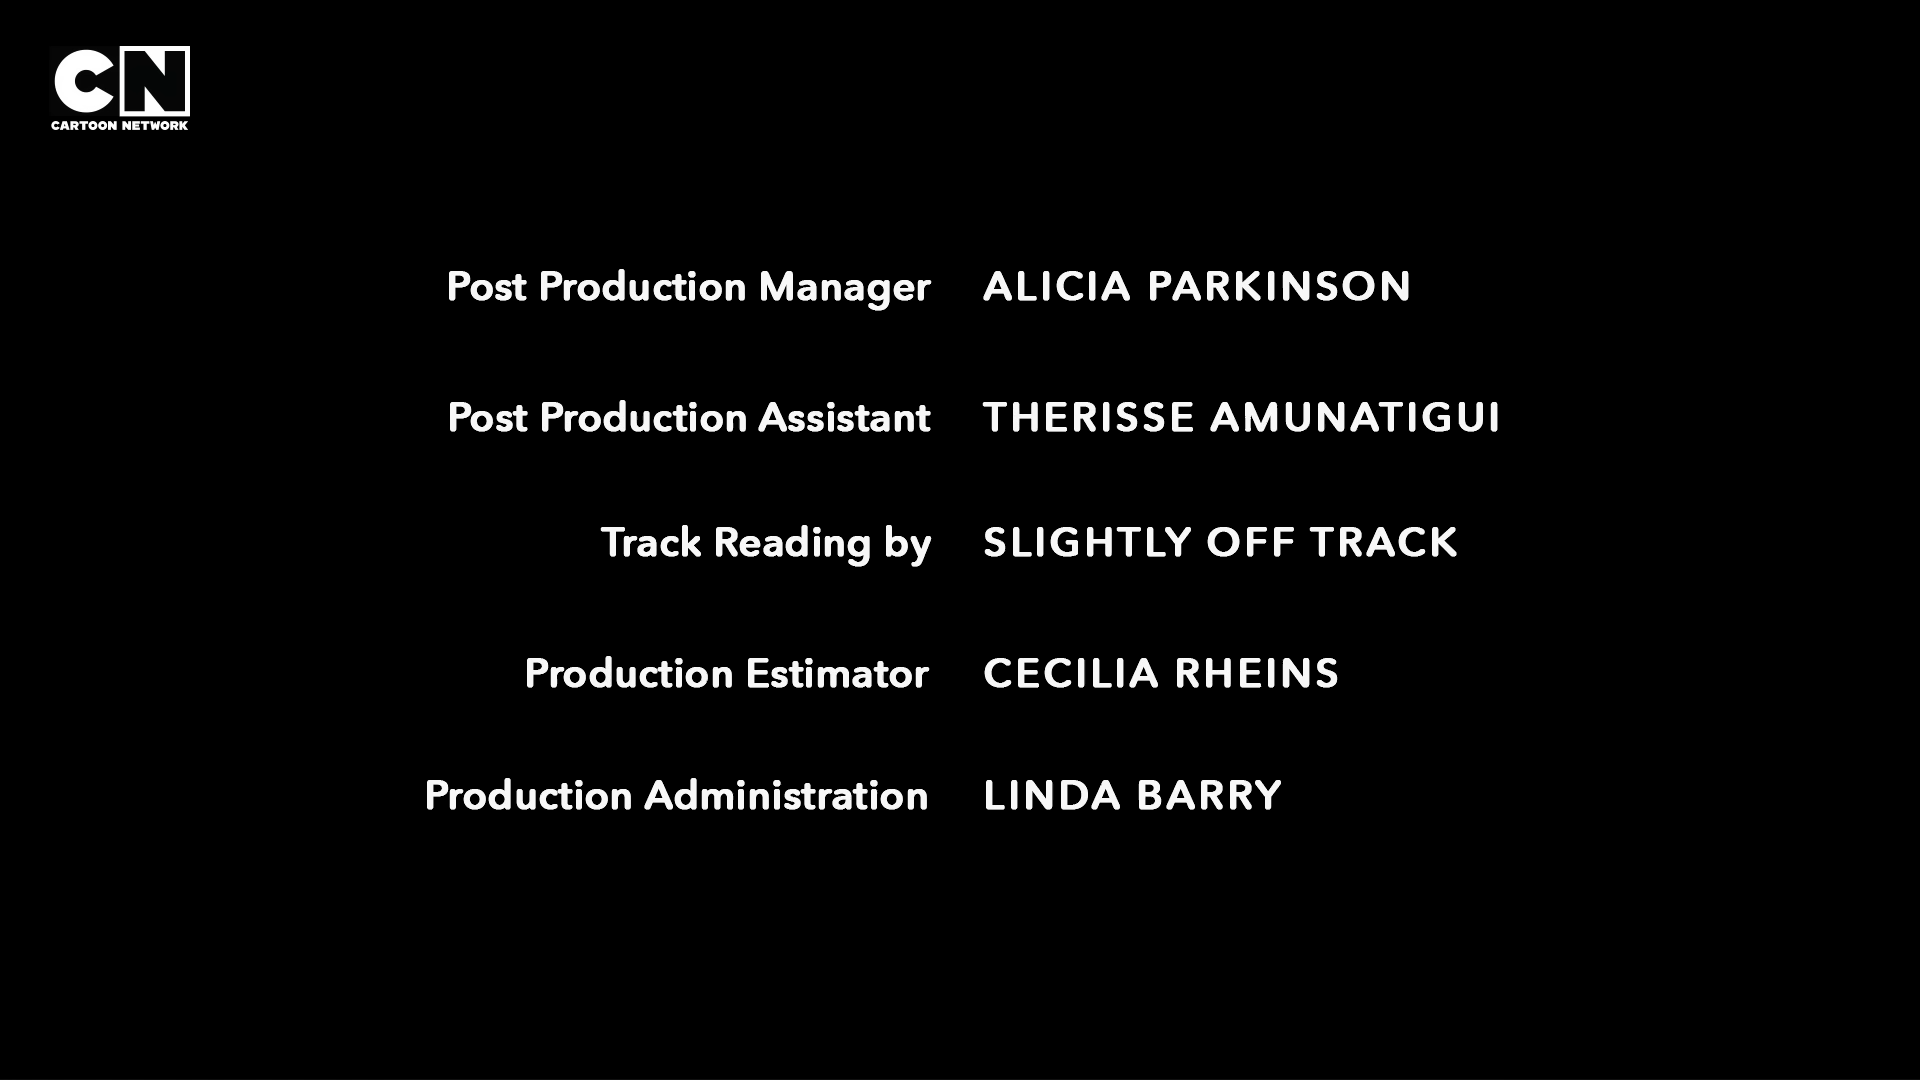 CN
CARTOON NETWORK
Post Production Manager ALICIA PARKINSON
Post Production Assistant THERISSE AMUNATIGUI
Track Reading by SLIGHTLY OFF TRACK
Production Estimator CECILIA RHEINS
Production Administration LINDA BARRY